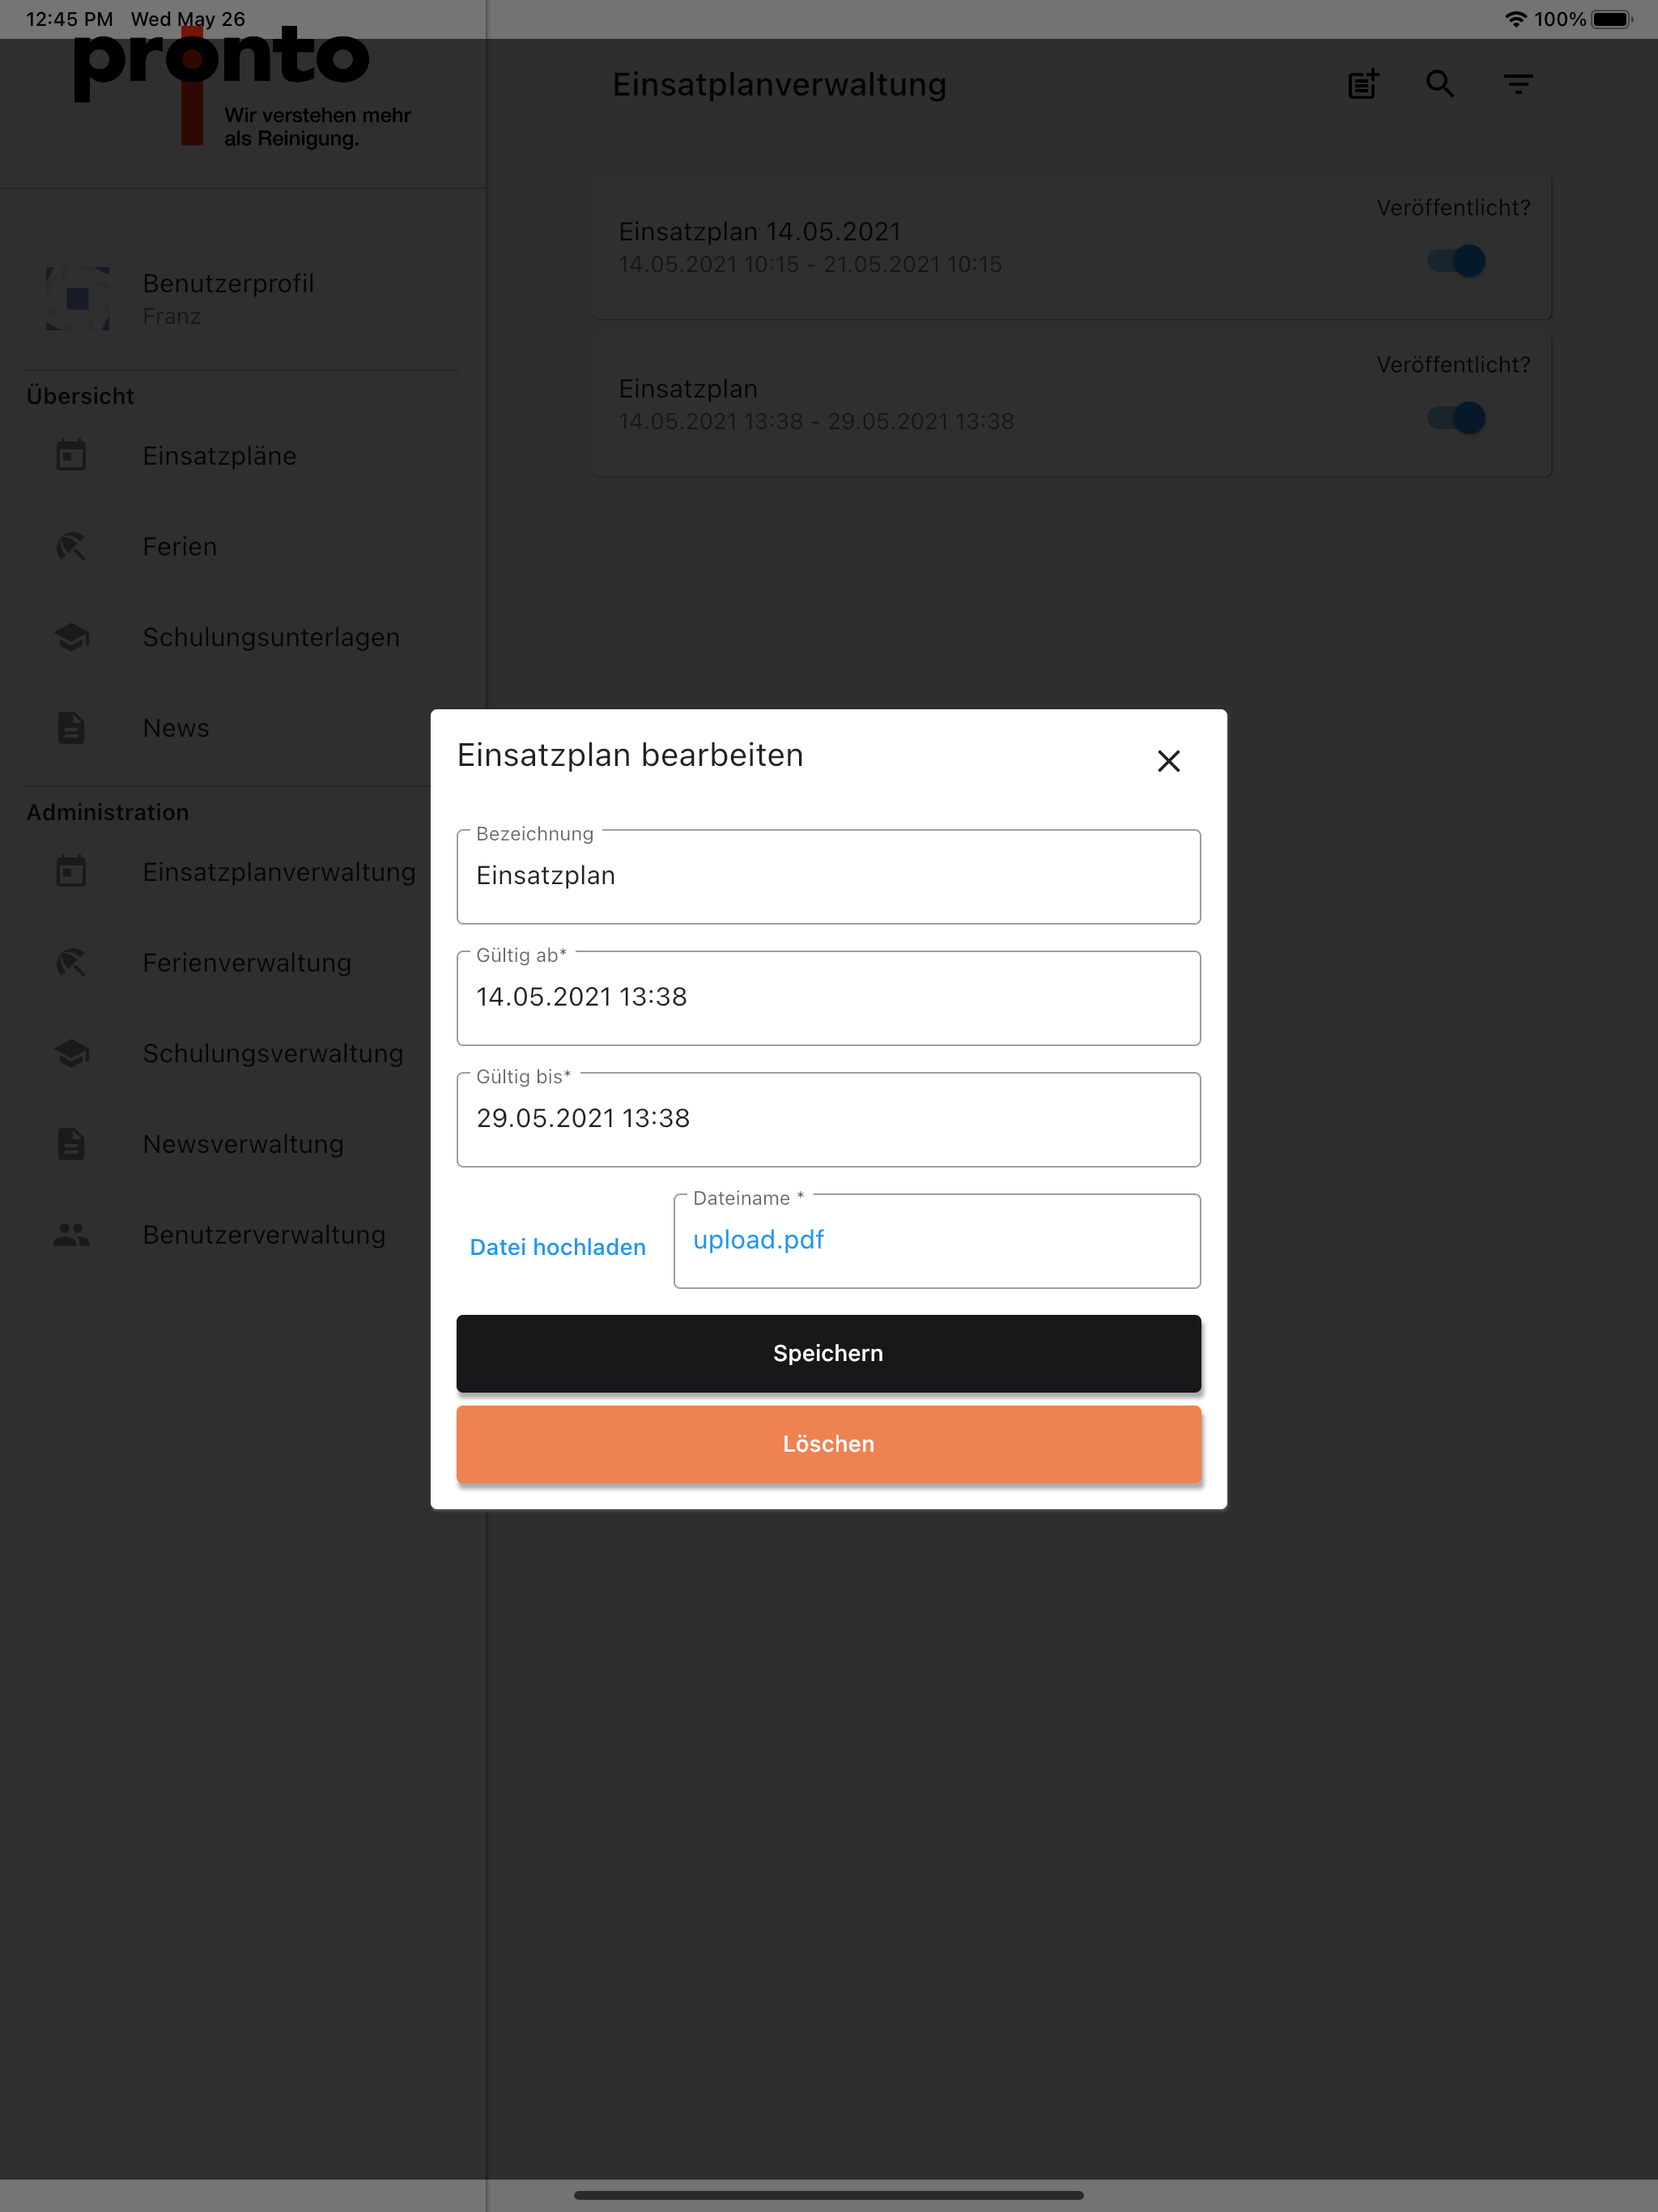 12:45 PM Wed May 26
100%
pronto
Wir verstehen mehr
als Reinigung.
Benutzerprofil
Franz
Übersicht
Einsatzpläne
Ferien
Schulungsunterlagen
News
Administration
Einsatzplanverwaltung
Ferienverwaltung
Schulungsverwaltung
Newsverwaltung
Benutzerverwaltung
Einsatzplanverwaltung
Veröffentlicht?
Einsatzplan 14.05.2021
14.05.2021 10:15 - 21.05.2021 10:15
Veröffentlicht?
Einsatzplan
14.05.2021 13:38 - 29.05.2021 13:38
Einsatzplan bearbeiten
Bezeichnung
Einsatzplan
Gültig ab*
14.05.2021 13:38
Gültig bis*
29.05.2021 13:38
Datei hochladen
Dateiname *
upload.pdf
Speichern
Löschen